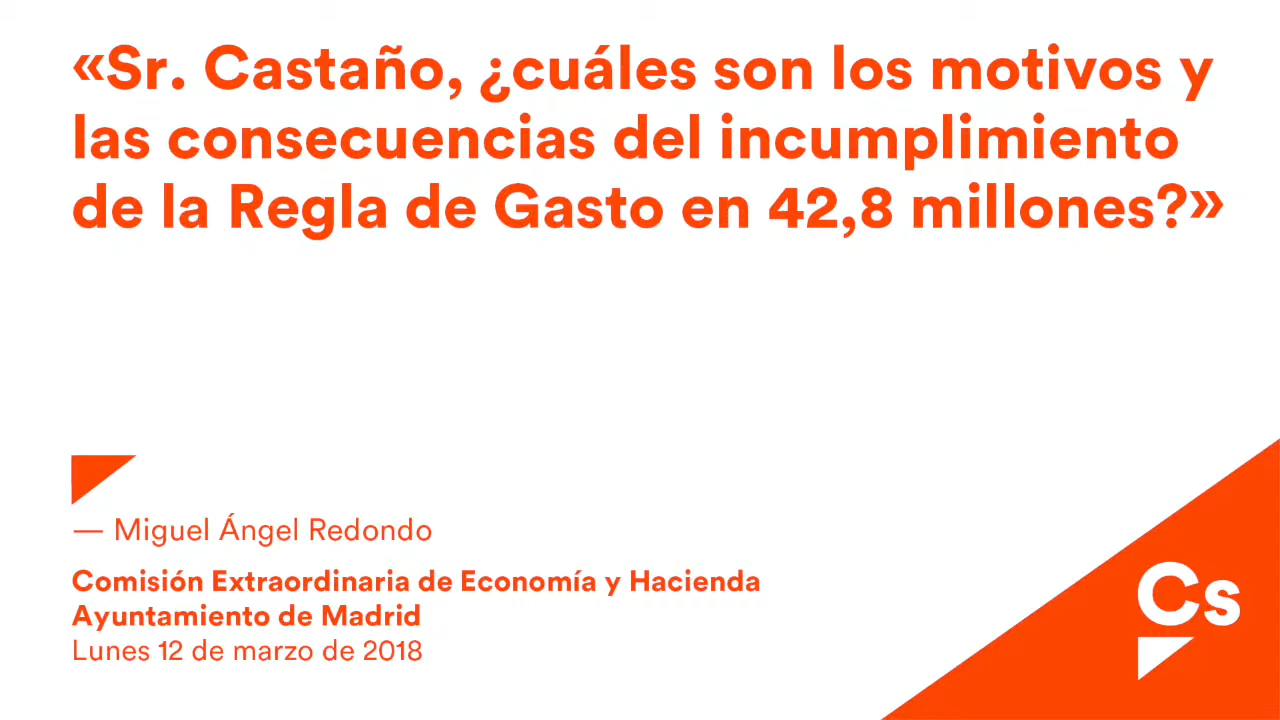 «Sr. Castaño, ¿cuáles son los motivos y
las consecuencias del incumplimiento
de la Regla de Gasto en 42,8 millones?»
— Miguel Ángel Redondo
Comisión Extraordinaria de Economía y Hacienda
Ayuntamiento de Madrid
Lunes 12 de marzo de 2018
Cs